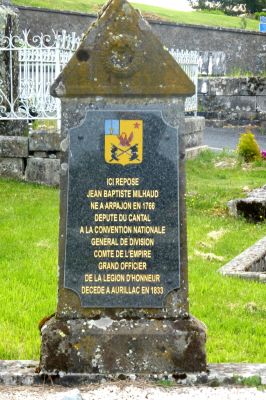 ICI REPOSE
JEAN BAPTISTE MILHAUD
NE A ARPAJON EN 1766
DEPUTE DU CANTAL
A LA CONVENTION NATIONALE
GENERAL DE DIVISION
COMTE DE L'EMPIRE
GRAND OFFICIER
DE LA LEGION D'HONNEUR
DECEDE A AURILLAC EN 1833